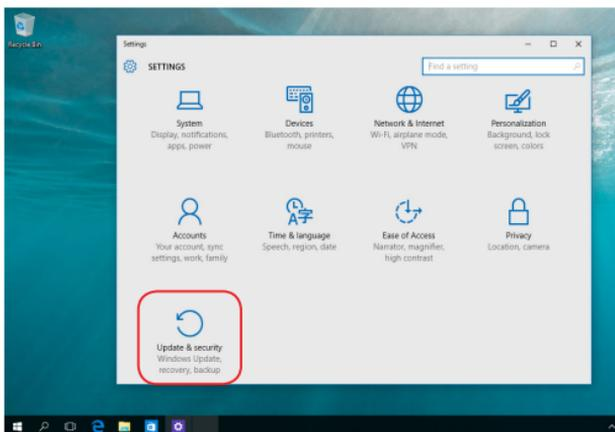 Recycle Bin
Settings
SETTINGS
Find a setting
System
Display, notifications,
apps, power
Devices
Bluetooth, printers,
mouse
Network & Internet
Wi-Fi, airplane mode,
VPN
Personalization
Background, lock
screen, colors
Accounts
Your account, sync
settings, work, family
Time & language
Speech, region, date
Ease of Access
Narrator, magnifier,
high contrast
Privacy
Location, camera
Update & security
Windows Update,
recovery, backup